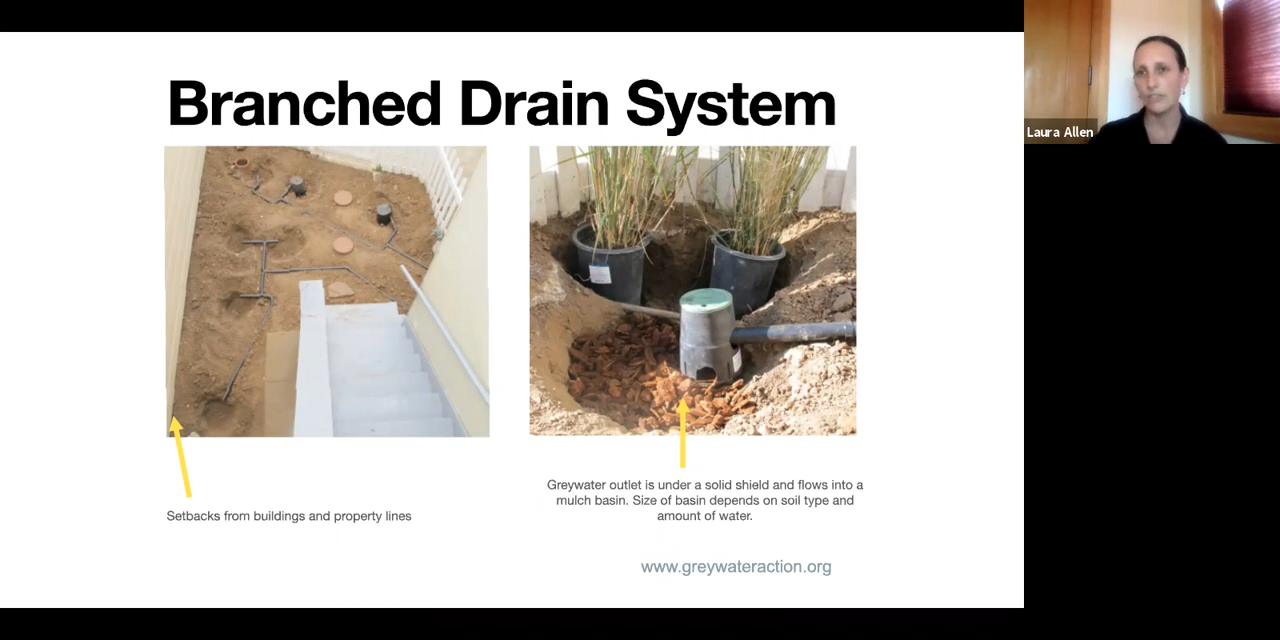 Branched Drain System
Laura Allen
Setbacks from buildings and property lines
Greywater outlet is under a solid shield and flows into a
mulch basin. Size of basin depends on soil type and
amount of water.
www.greywateraction.org